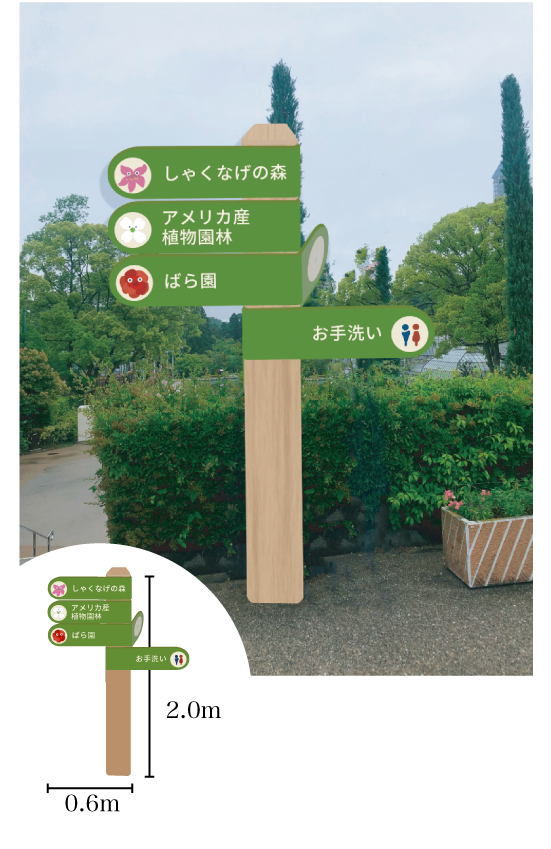 しゃくなげの森
アメリカ産
植物園林
ばら園
お手洗い
しゃくなげの森
アメリカ産
植物園林
ばら園
お手洗い
2.0m
0.6m